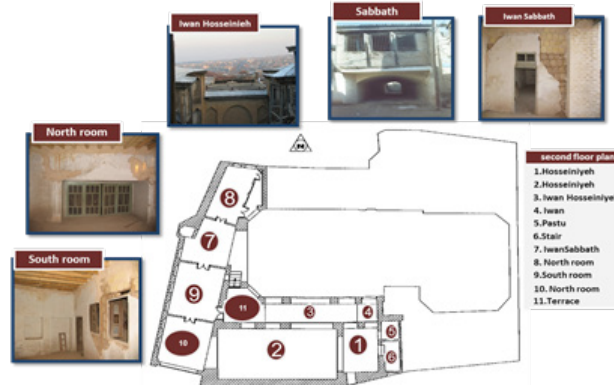 Iwan Hosseinieh
Sabbath
Iwan Sabbath
North room
South room
N
8
7
9
10
11
3
4
5
6
1
2
second floor plan
1.Hosseiniyeh
2.Hosseiniyeh
3. Iwan Hosseiniye
4. Iwan
5.Pastu
6.Stair
7. IwanSabbath
8. North room
9.South room
10. North room
11.Terrace